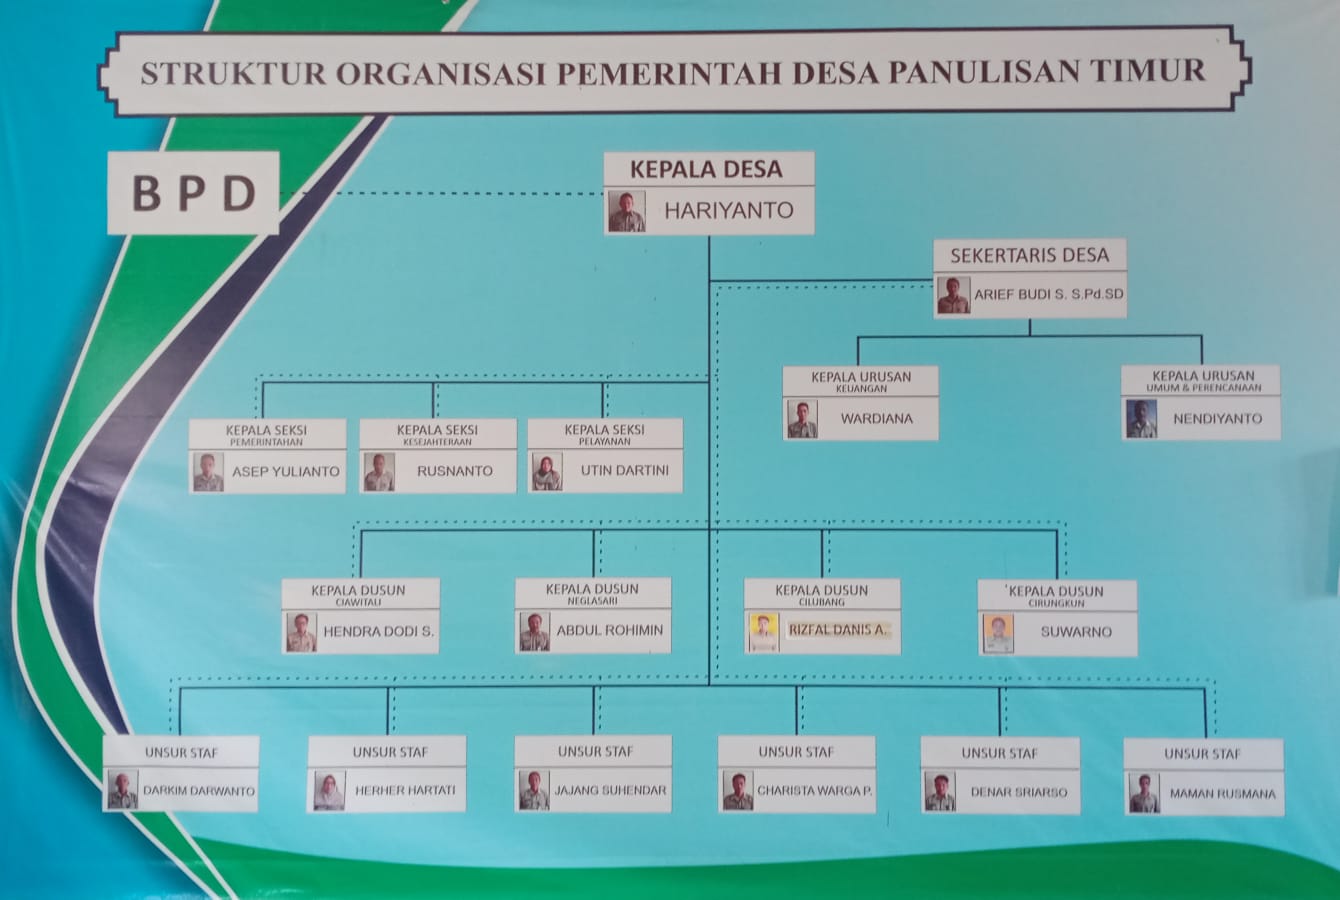 STRUKTUR ORGANISASI PEMERINTAH DESA PANULISAN TIMUR
B P D
KEPALA DESA
HARIYANTO
SEKERTARIS DESA
ARIEF BUDI S. S.Pd.SD
KEPALA URUSAN
KEUANGAN
WARDIANA
KEPALA URUSAN
UMUM & PERENCANAAN
NENDIYANTO
KEPALA SEKSI
PEMERINTAHAN
ASEP YULIANTO
KEPALA SEKSI
KESEJAHTERAAN
RUSNANTO
KEPALA SEKSI
PELAYANAN
UTIN DARTINI
KEPALA DUSUN
CIAWITALI
HENDRA DODI S.
KEPALA DUSUN
NEGLASARI
ABDUL ROHIMIN
KEPALA DUSUN
CILUBANG
RIZFAL DANIS A.
KEPALA DUSUN
CIRUNGKUN
SUWARNO
UNSUR STAF
DARKIM DARWANTO
UNSUR STAF
HERHER HARTATI
UNSUR STAF
JAJANG SUHENDAR
UNSUR STAF
CHARISTA WARGA P.
UNSUR STAF
DENAR SRIARSO
UNSUR STAF
MAMAN RUSMANA